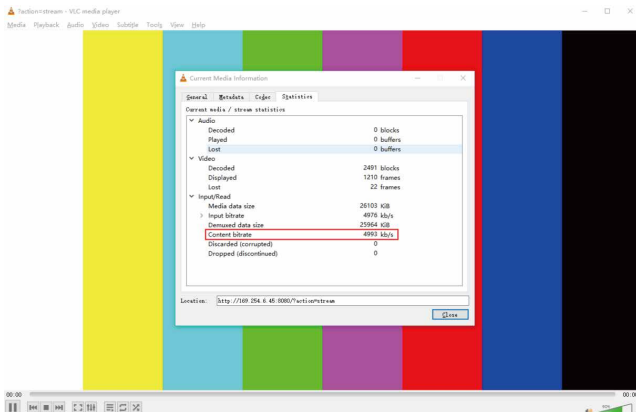 ?action=stream - VLC media player
Media Playback Audio Video Subtitle Tools View Help
Current Media Information
General Metadata Codec Statistics
Current media / stream statistics
Audio
Decoded 0 blocks
Played 0 buffers
Lost 0 buffers
Video
Decoded 2491 blocks
Displayed 1210 frames
Lost 22 frames
Input/Read
Media data size 26103 KiB
Input bitrate 4976 kb/s
Demuxed data size 25964 KiB
Content bitrate 4993 kb/s
Discarded (corrupted) 0
Dropped (discontinued) 0
Location: http://169.254.6.45:8080/?action=stream
Close
00:00 00:00